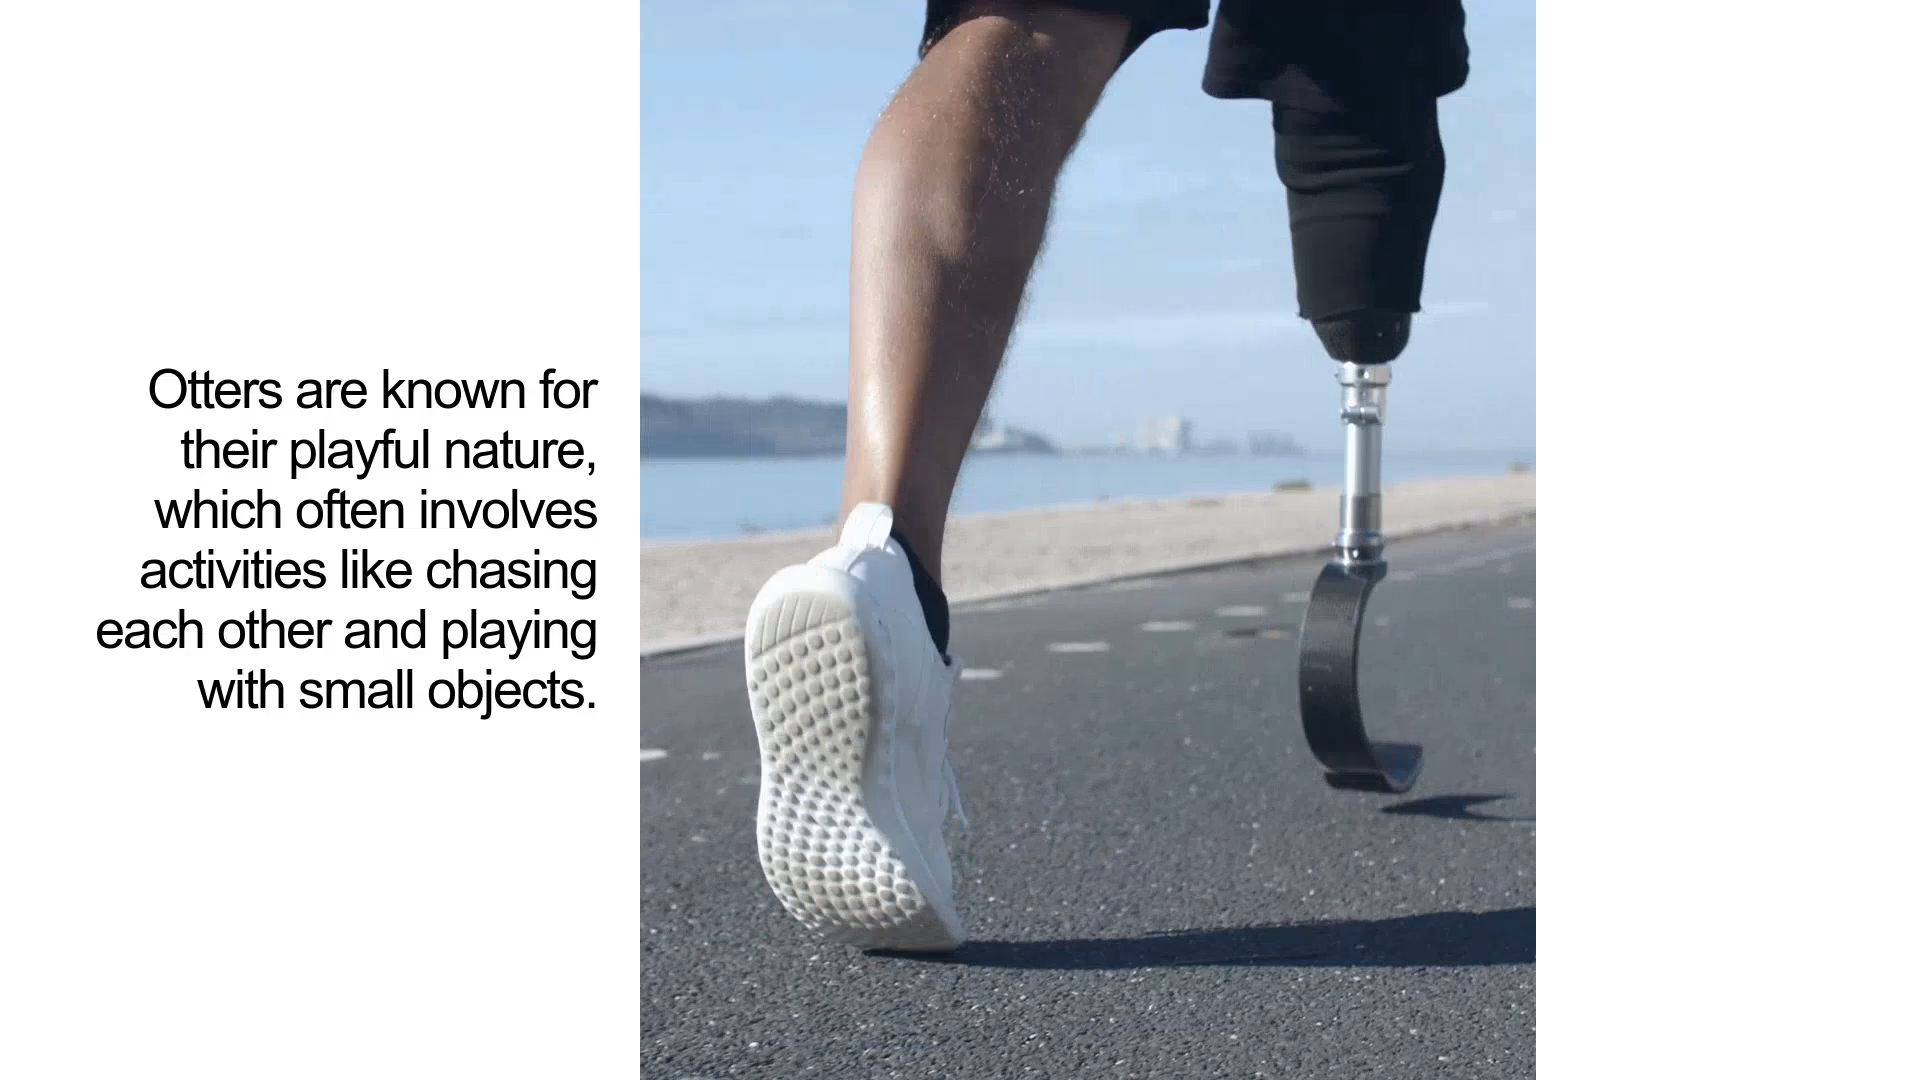 Otters are known for
their playful nature,
which often involves
activities like chasing
each other and playing
with small objects.